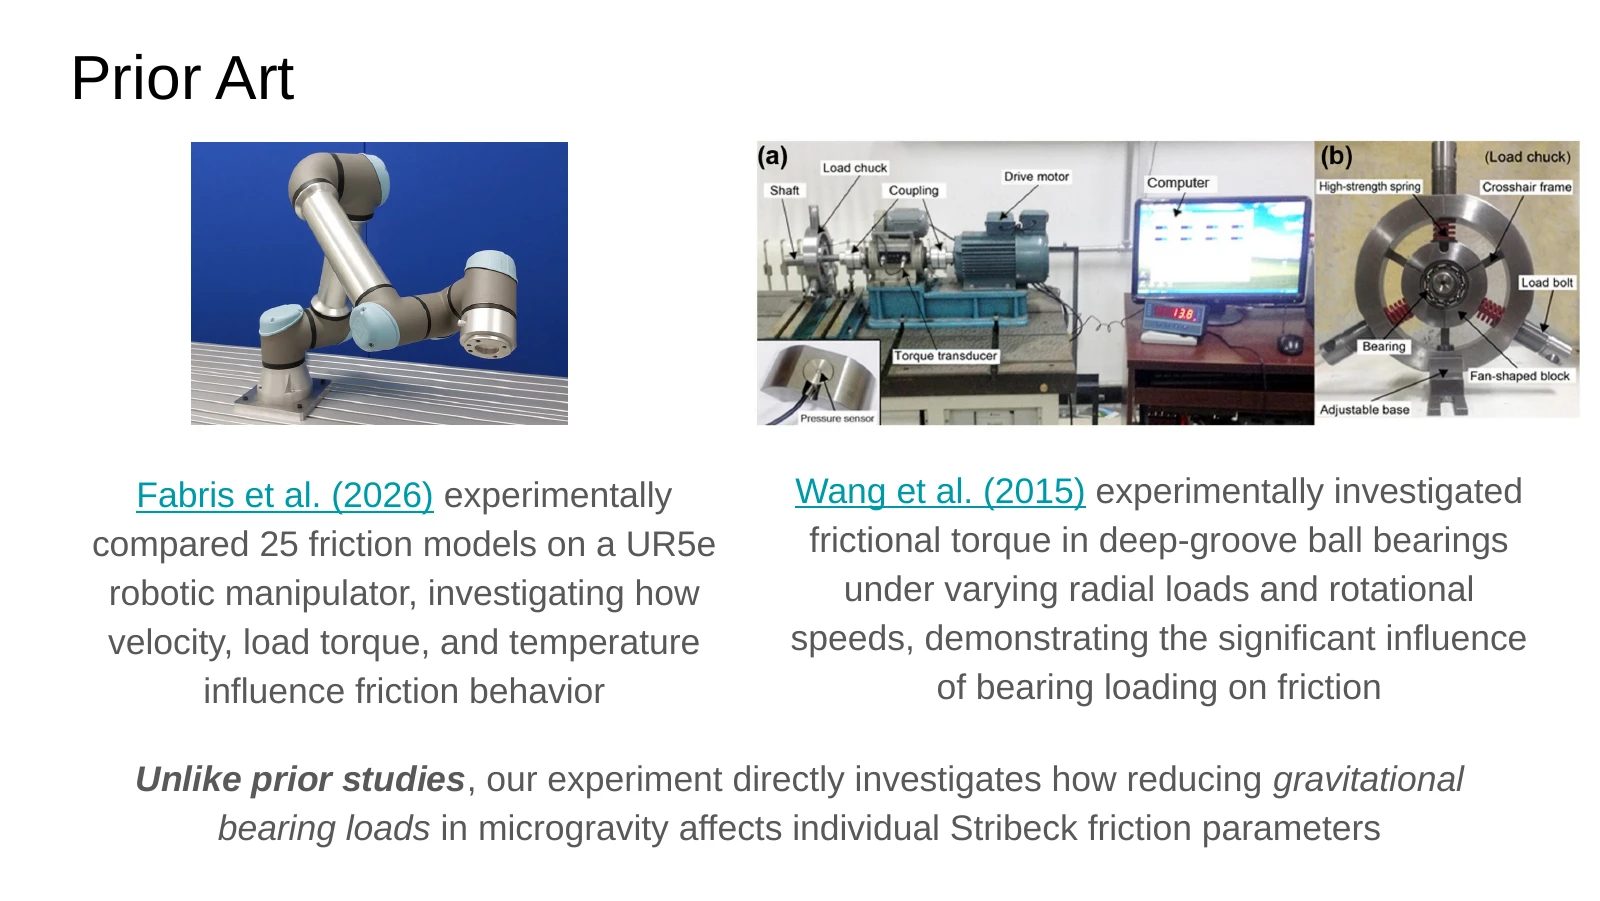 Prior Art
(a)
Load chuck
Shaft
Coupling
Drive motor
Computer
13.8
Torque transducer
Pressure sensor
(b)
(Load chuck)
High-strength spring
Crosshair frame
Load bolt
Bearing
Fan-shaped block
Adjustable base
Fabris et al. (2026) experimentally
compared 25 friction models on a UR5e
robotic manipulator, investigating how
velocity, load torque, and temperature
influence friction behavior
Wang et al. (2015) experimentally investigated
frictional torque in deep-groove ball bearings
under varying radial loads and rotational
speeds, demonstrating the significant influence
of bearing loading on friction
Unlike prior studies, our experiment directly investigates how reducing gravitational
bearing loads in microgravity affects individual Stribeck friction parameters